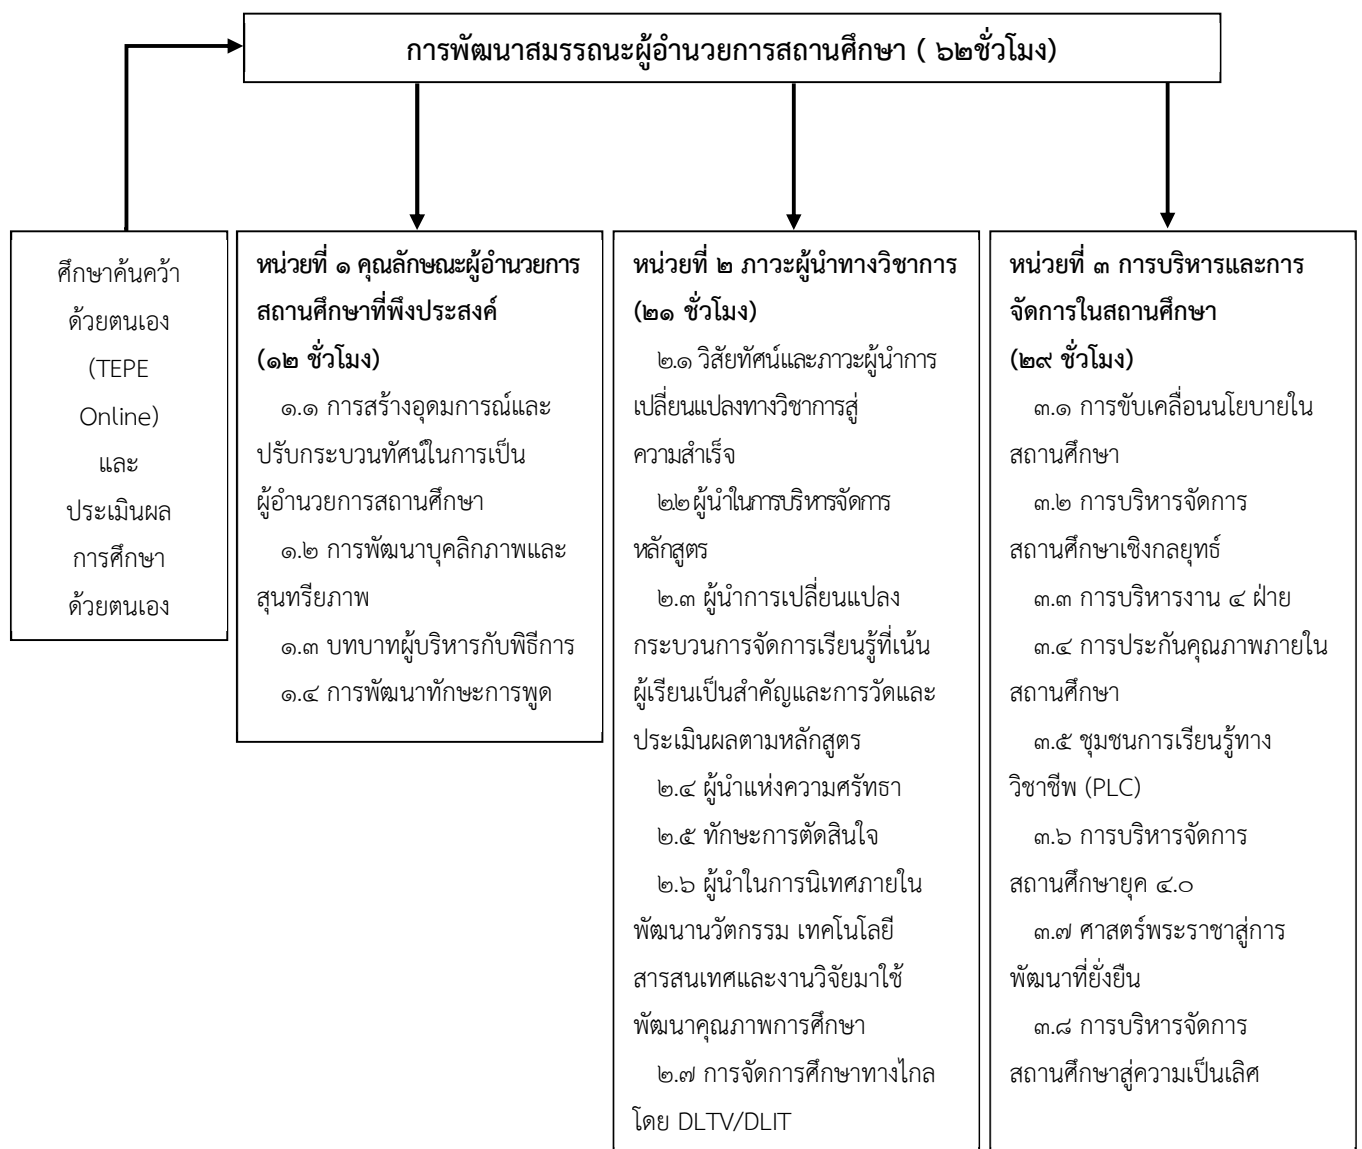 การพัฒนาสมรรถนะผู้อำนวยการสถานศึกษา ( ๖๒ชั่วโมง)
ศึกษาค้นคว้า
ด้วยตนเอง
(TEPE
Online)
และ
ประเมินผล
การศึกษา
ด้วยตนเอง
หน่วยที่ ๑ คุณลักษณะผู้อำนวยการ
สถานศึกษาที่พึงประสงค์
(๑๒ ชั่วโมง)
๑.๑ การสร้างอุดมการณ์และ
ปรับกระบวนทัศน์ในการเป็น
ผู้อำนวยการสถานศึกษา
๑.๒ การพัฒนาบุคลิกภาพและ
สุนทรียภาพ
๑.๓ บทบาทผู้บริหารกับพิธีการ
๑.๔ การพัฒนาทักษะการพูด
หน่วยที่ ๒ ภาวะผู้นำทางวิชาการ
(๒๑ ชั่วโมง)
๒.๑ วิสัยทัศน์และภาวะผู้นำการ
เปลี่ยนแปลงทางวิชาการสู่
ความสำเร็จ
๒.๒ ผู้นำในการบริหารจัดการ
หลักสูตร
๒.๓ ผู้นำการเปลี่ยนแปลง
กระบวนการจัดการเรียนรู้ที่เน้น
ผู้เรียนเป็นสำคัญและการวัดและ
ประเมินผลตามหลักสูตร
๒.๔ ผู้นำแห่งความศรัทธา
๒.๕ ทักษะการตัดสินใจ
๒.๖ ผู้นำในการนิเทศภายใน
พัฒนานวัตกรรม เทคโนโลยี
สารสนเทศและงานวิจัยมาใช้
พัฒนาคุณภาพการศึกษา
๒.๗ การจัดการศึกษาทางไกล
โดย DLTV/DLIT
หน่วยที่ ๓ การบริหารและการ
จัดการในสถานศึกษา
(๒๙ ชั่วโมง)
๓.๑ การขับเคลื่อนนโยบายใน
สถานศึกษา
๓.๒ การบริหารจัดการ
สถานศึกษาเชิงกลยุทธ์
๓.๓ การบริหารงาน ๔ ฝ่าย
๓.๔ การประกันคุณภาพภายใน
สถานศึกษา
๓.๕ ชุมชนการเรียนรู้ทาง
วิชาชีพ (PLC)
๓.๖ การบริหารจัดการ
สถานศึกษายุค ๔.๐
๓.๗ ศาสตร์พระราชาสู่การ
พัฒนาที่ยั่งยืน
๓.๘ การบริหารจัดการ
สถานศึกษาสู่ความเป็นเลิศ